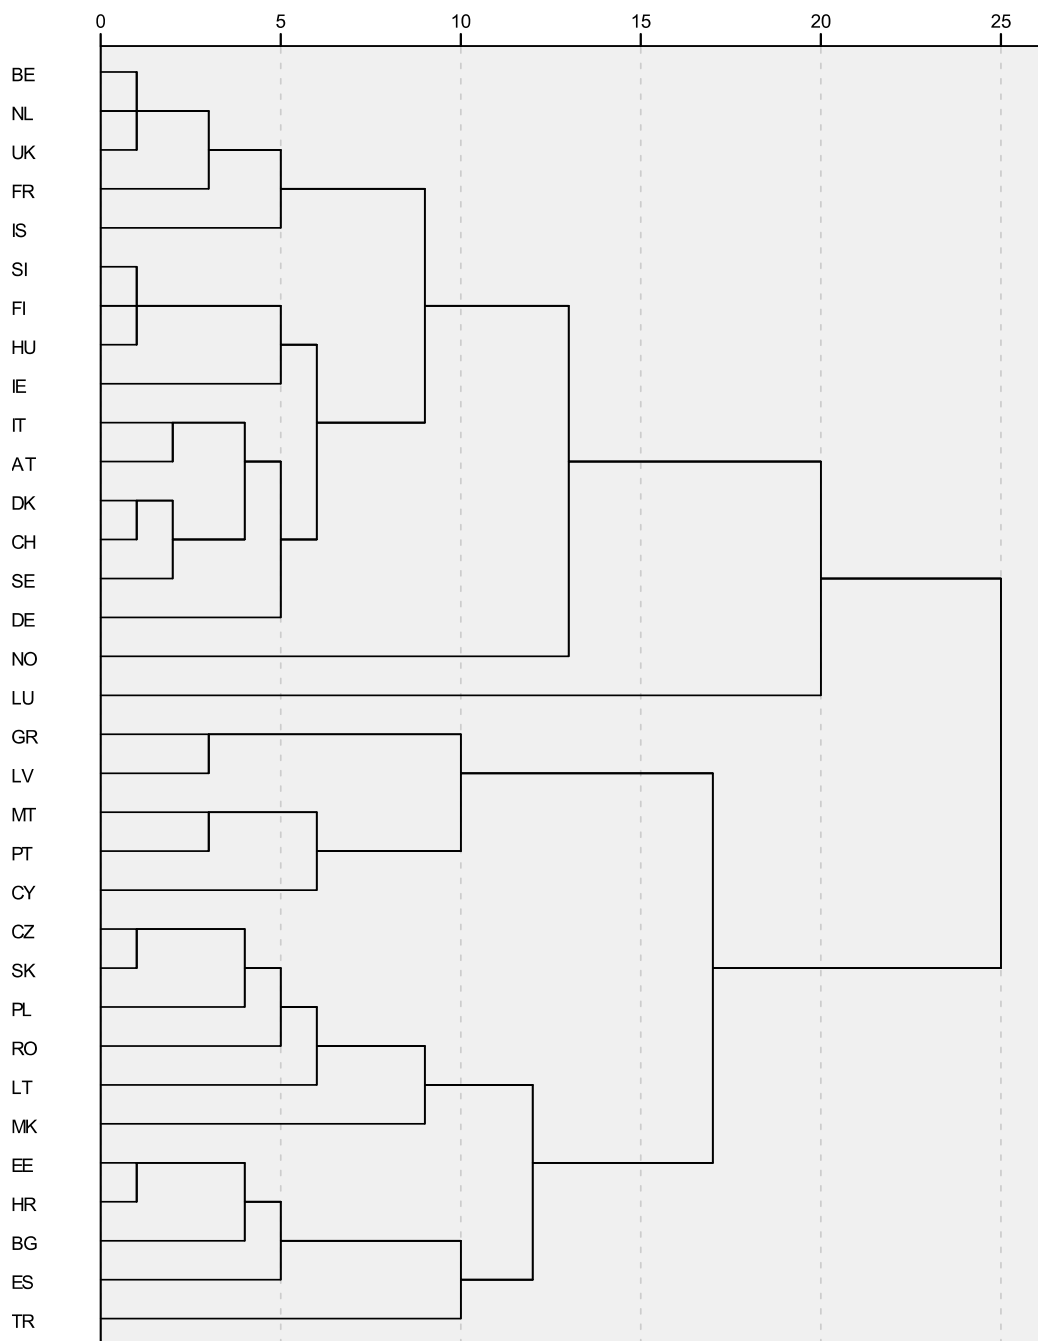 0 5 10 15 20 25
BE
NL
UK
FR
IS
SI
FI
HU
IE
IT
AT
DK
CH
SE
DE
NO
LU
GR
LV
MT
PT
CY
CZ
SK
PL
RO
LT
MK
EE
HR
BG
ES
TR